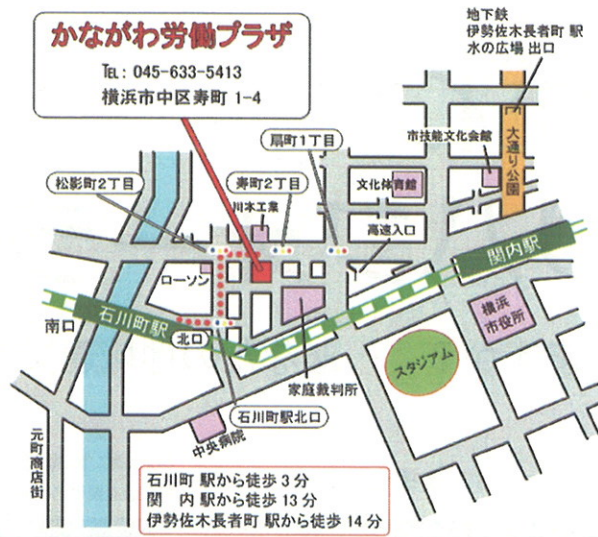 かながわ労働プラザ
TEL: 045-633-5413
横浜市中区寿町 1-4
地下鉄
伊勢佐木長者町 駅
水の広場 出口
扇町1丁目
市技能文化会館
大通り公園
松影町2丁目
寿町2丁目
文化体育館
川本工業
高速入口
ローソン
関内駅
石川町駅
南口
北口
横浜
市役所
スタジアム
家庭裁判所
石川町駅北口
中央病院
元町商店街
石川町 駅から徒歩 3 分
関 内 駅から徒歩 13 分
伊勢佐木長者町 駅から徒歩 14 分